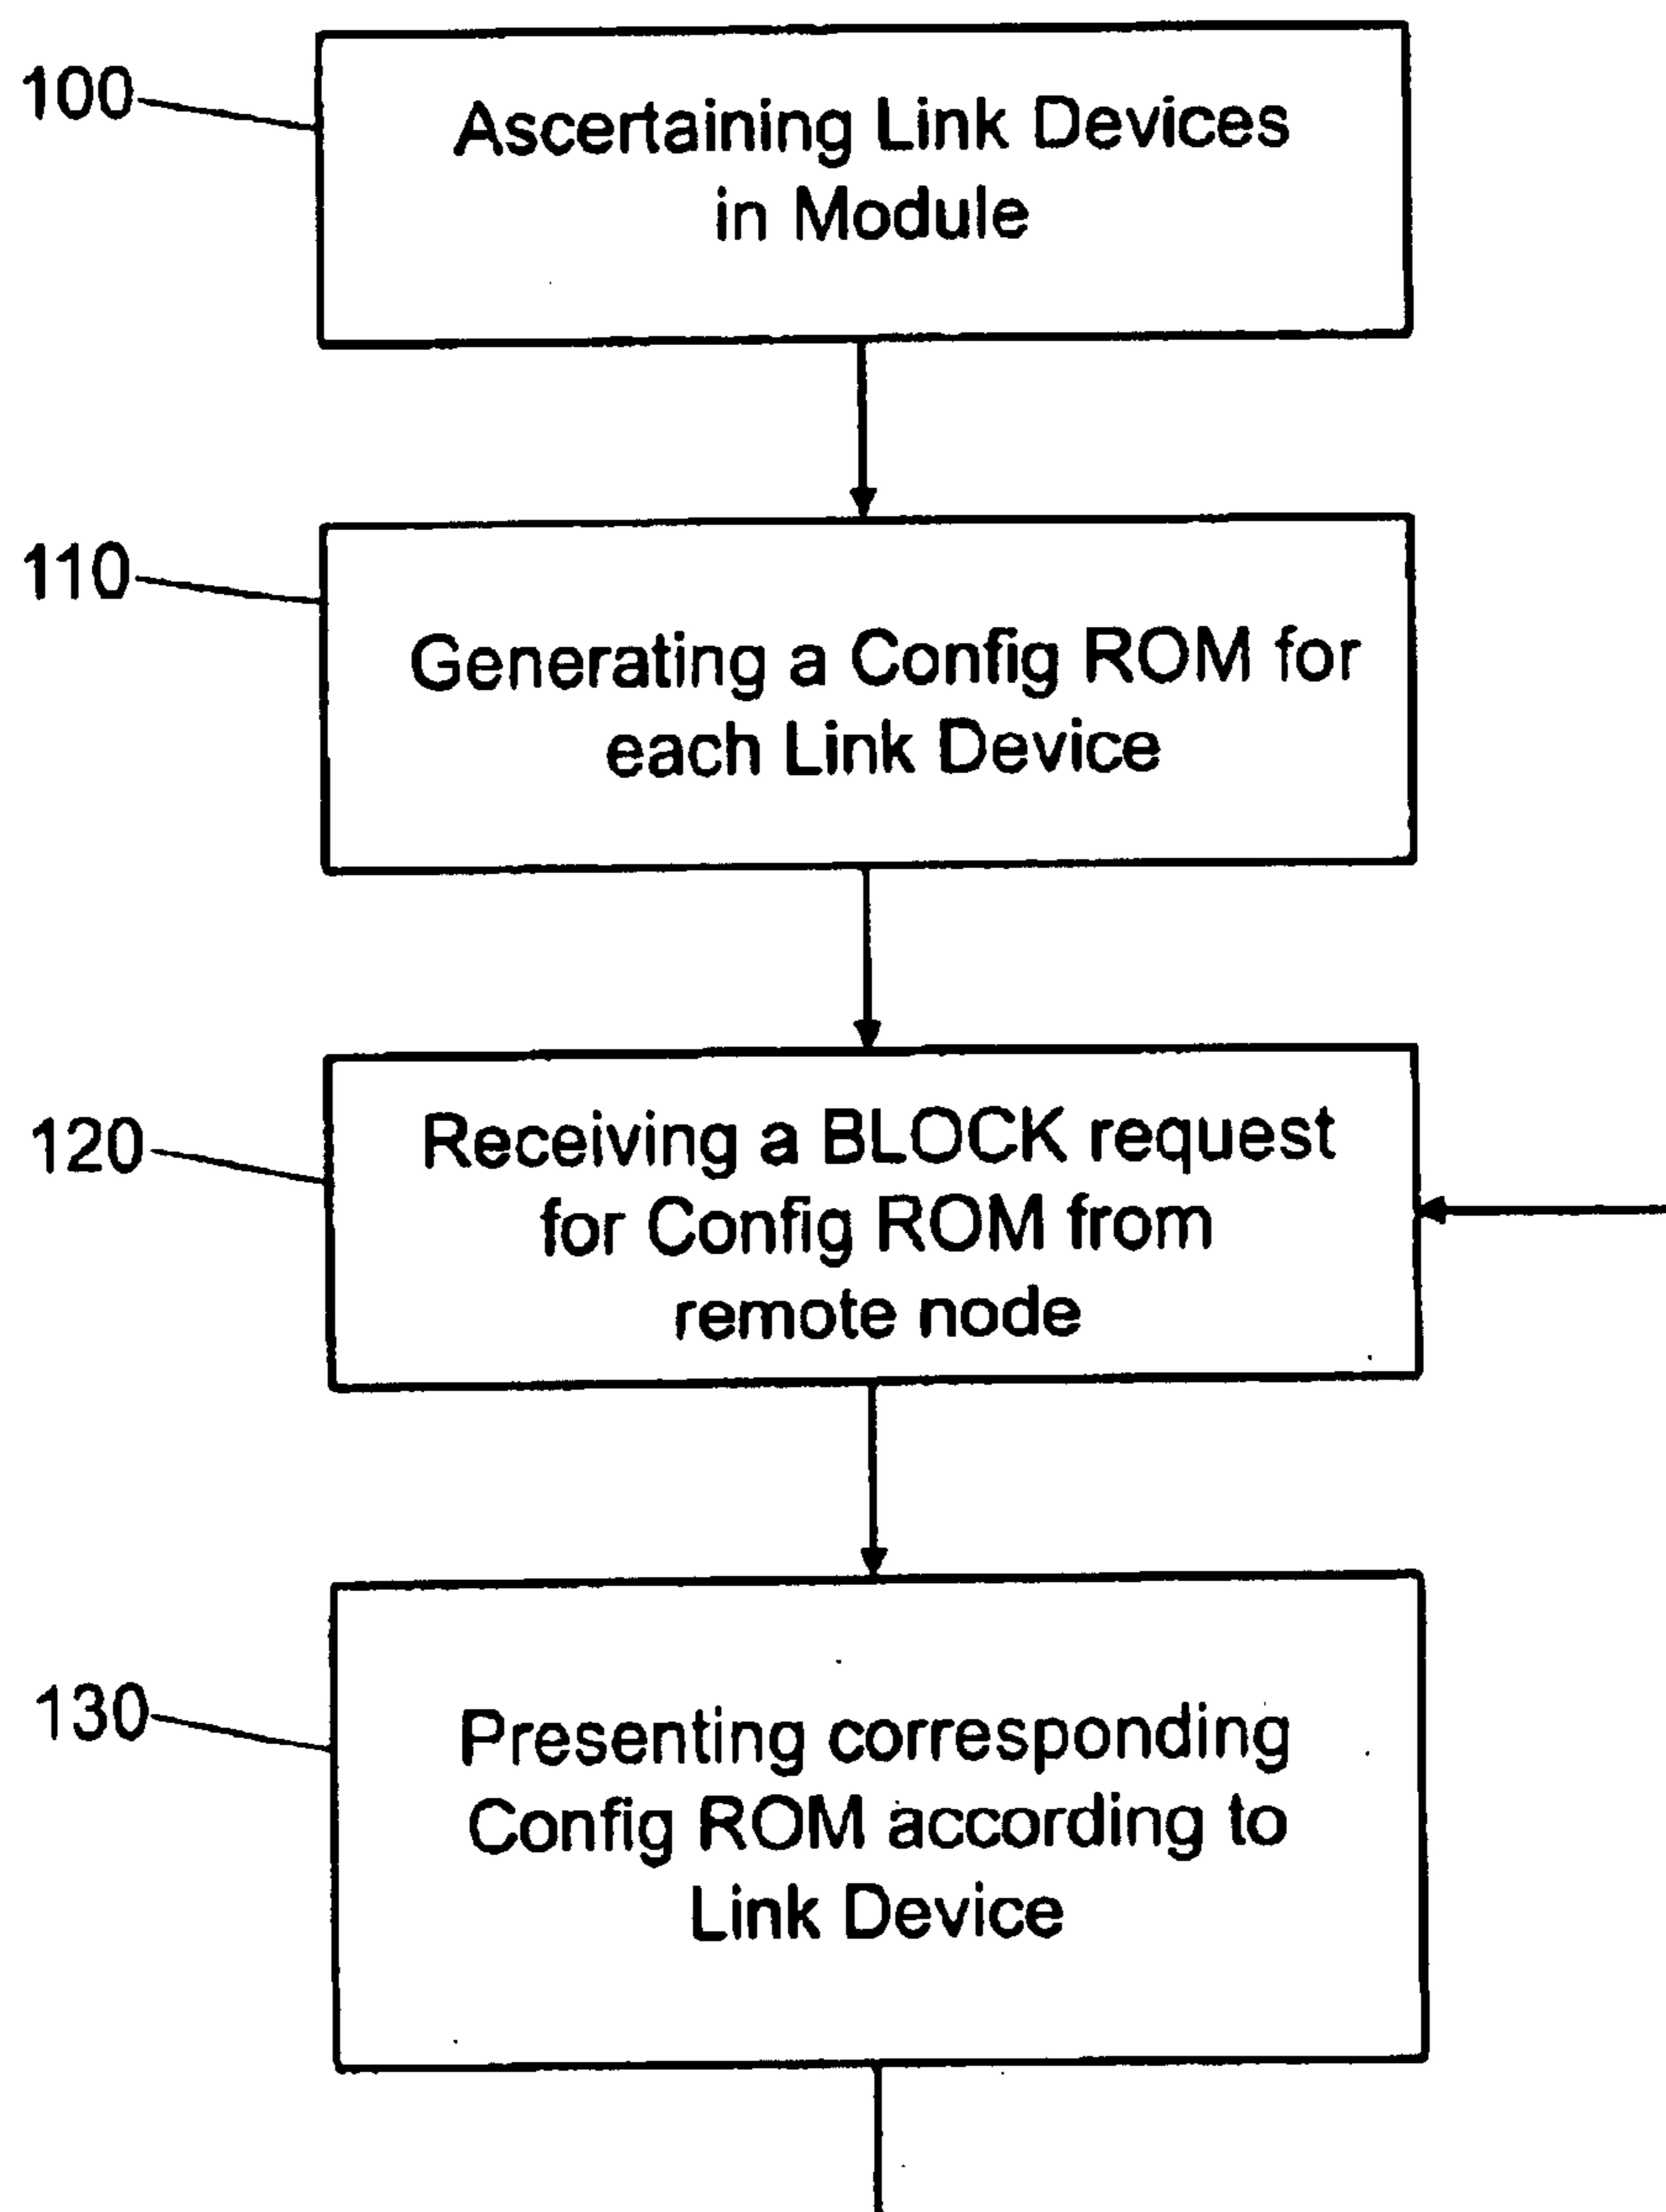 100
Ascertaining Link Devices
in Module
110
Generating a Config ROM for
each Link Device
120
Receiving a BLOCK request
for Config ROM from
remote node
130
Presenting corresponding
Config ROM according to
Link Device